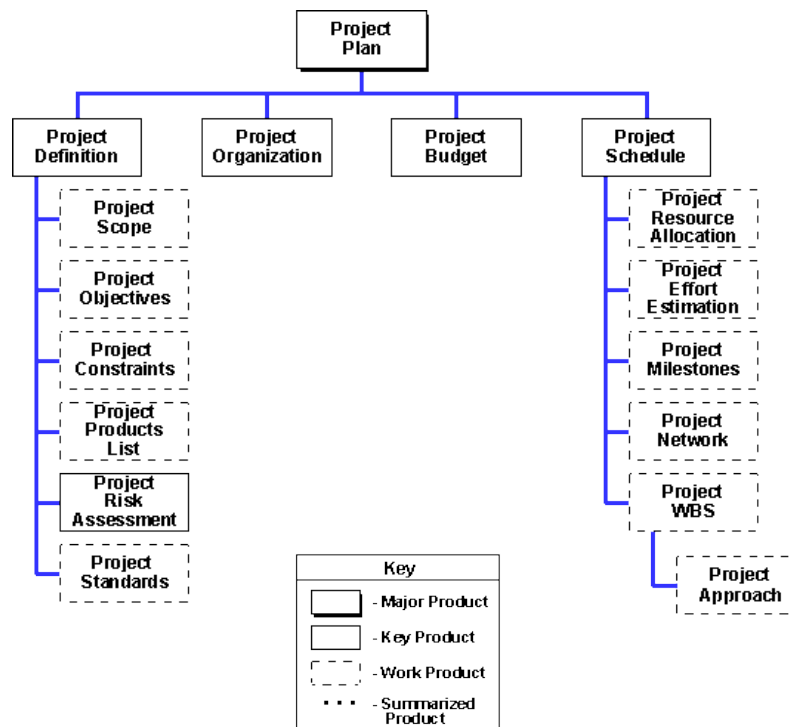 Project
Plan
Project
Definition
Project
Organization
Project
Budget
Project
Schedule
Project
Scope
Project
Objectives
Project
Constraints
Project
Products
List
Project
Risk
Assessment
Project
Standards
Project
Resource
Allocation
Project
Effort
Estimation
Project
Milestones
Project
Network
Project
WBS
Project
Approach
Key
- Major Product
- Key Product
- Work Product
- Summarized
Product